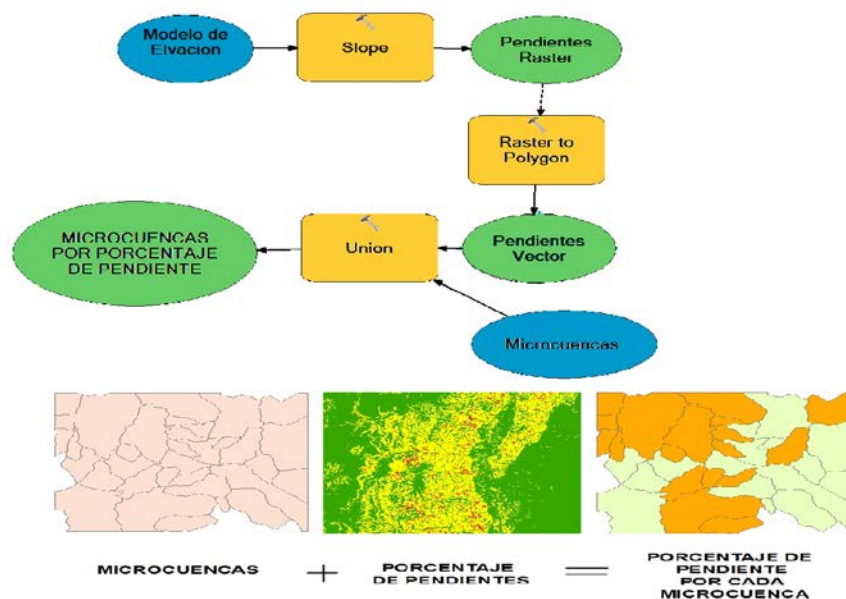 Modelo de
Elvacion
Slope
Pendientes
Raster
Raster to
Polygon
MICROCUENCAS
POR PORCENTAJE
DE PENDIENTE
Union
Pendientes
Vector
Microcuencas
MICROCUENCAS
+
PORCENTAJE
DE PENDIENTES
=
PORCENTAJE DE
PENDIENTE
POR CADA
MICROCUENCA